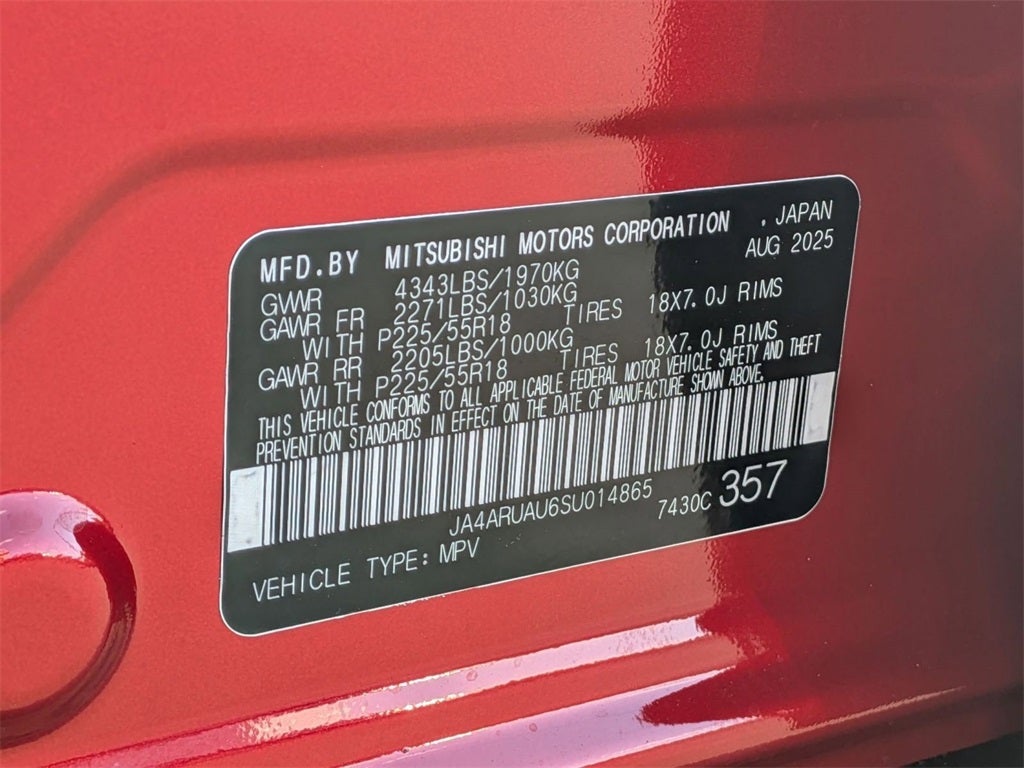 MFD.BY MITSUBISHI MOTORS CORPORATION , JAPAN
AUG 2025
GWWR 4343LBS/1970KG
GAWR FR 2271LBS/1030KG
WITH P225/55R18 TIRES 18X7.0J RIMS
GAWR RR 2205LBS/1000KG
WITH P225/55R18 TIRES 18X7.0J RIMS
THIS VEHICLE CONFORMS TO ALL APPLICABLE FEDERAL MOTOR VEHICLE SAFETY AND THEFT
PREVENTION STANDARDS IN EFFECT ON THE DATE OF MANUFACTURE SHOWN ABOVE.
JA4ARUAU6SU014865 7430C 357
VEHICLE TYPE: MPV